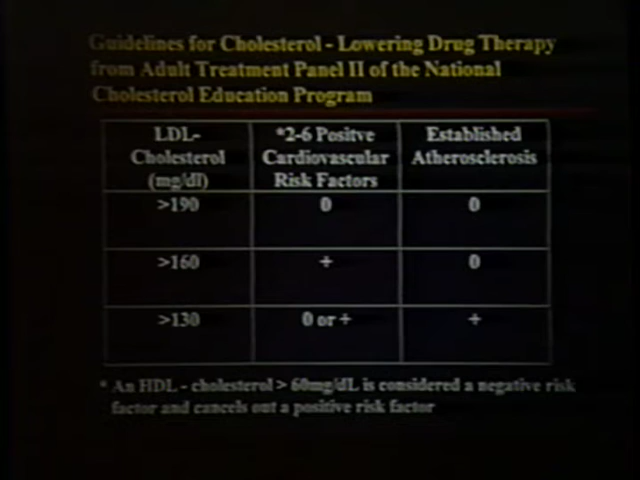 Guidelines for Cholesterol - Lowering Drug Therapy
from Adult Treatment Panel II of the National
Cholesterol Education Program
LDL-
Cholesterol
(mg/dl)
*2-6 Positve
Cardiovascular
Risk Factors
Established
Atherosclerosis
>190 0 0
>160 + 0
>130 0 or + +
* An HDL - cholesterol > 60mg/dL is considered a negative risk
factor and cancels out a positive risk factor